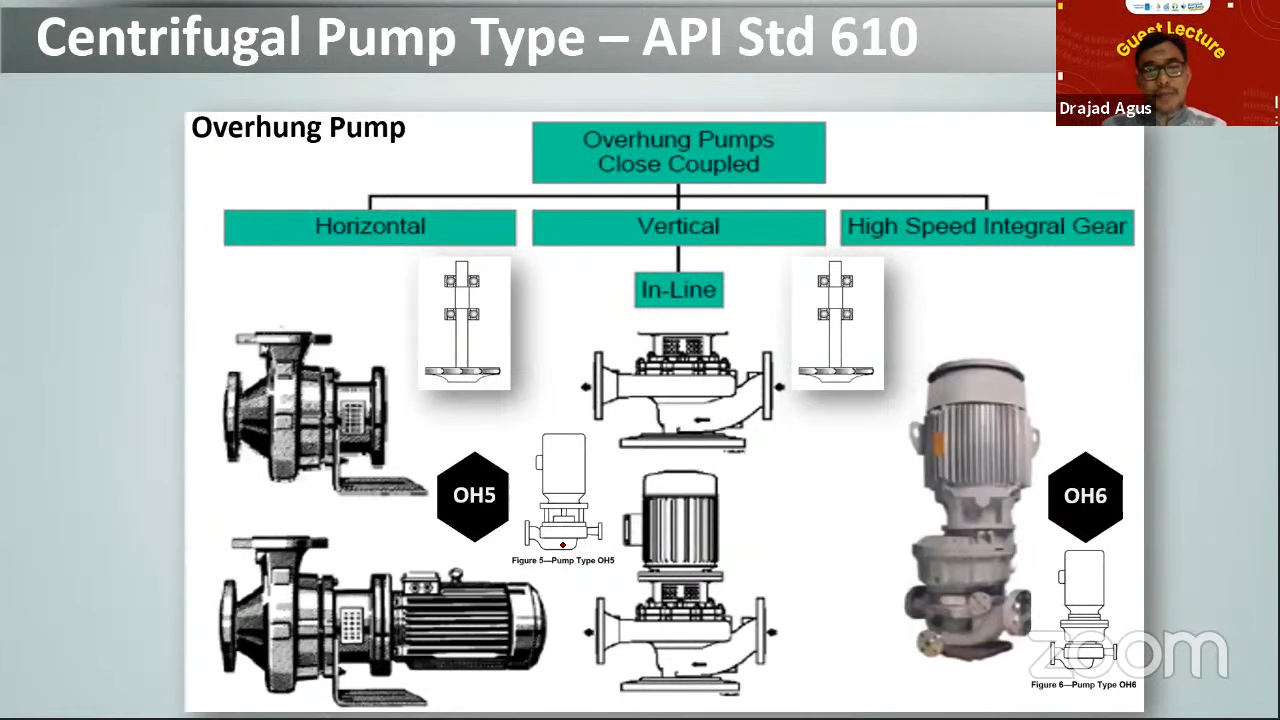 Centrifugal Pump Type – API Std 610
Guest Lecture
Drajad Agus
Overhung Pump
Overhung Pumps
Close Coupled
Horizontal
Vertical
High Speed Integral Gear
In-Line
OH5
OH6
Figure 5—Pump Type OH5
zoom
Figure 6—Pump Type OH6